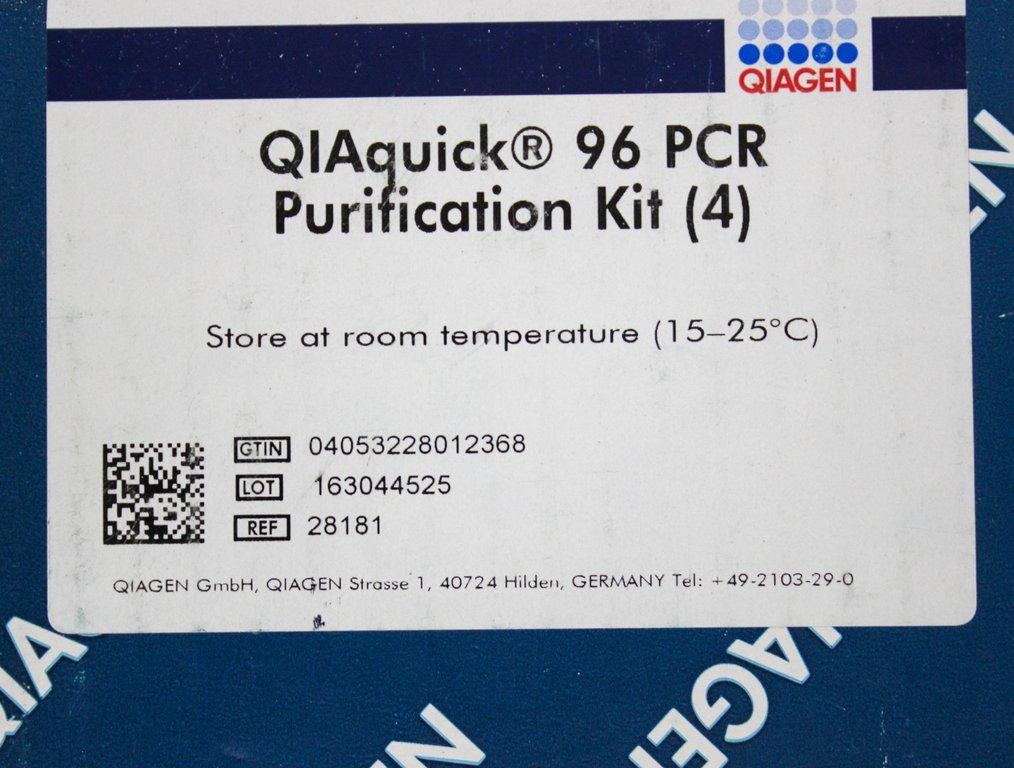 QIAGEN
QIAquick® 96 PCR
Purification Kit (4)
Store at room temperature (15–25°C)
GTIN 04053228012368
LOT 163044525
REF 28181
QIAGEN GmbH, QIAGEN Strasse 1, 40724 Hilden, GERMANY Tel: +49-2103-29-0